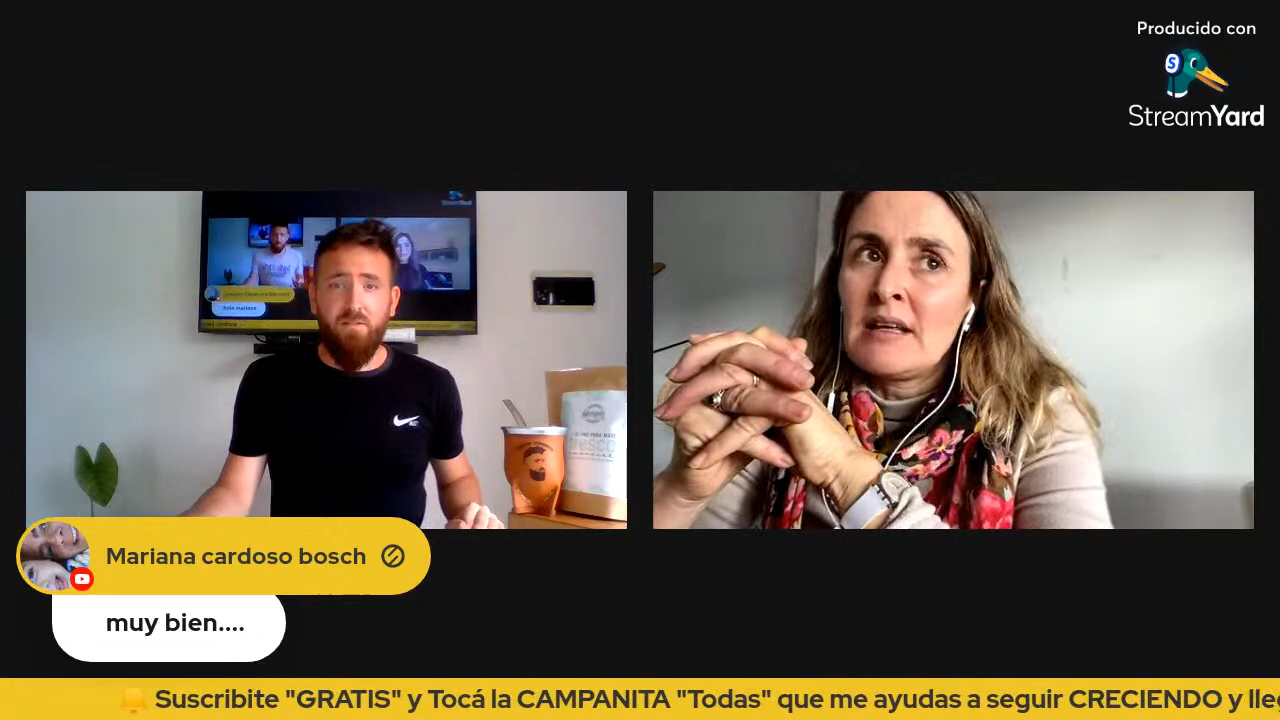 Producido con
StreamYard
Mariana cardoso bosch
muy bien....
Suscribite "GRATIS" y Tocá la CAMPANITA "Todas" que me ayudas a seguir CRECIENDO y lle